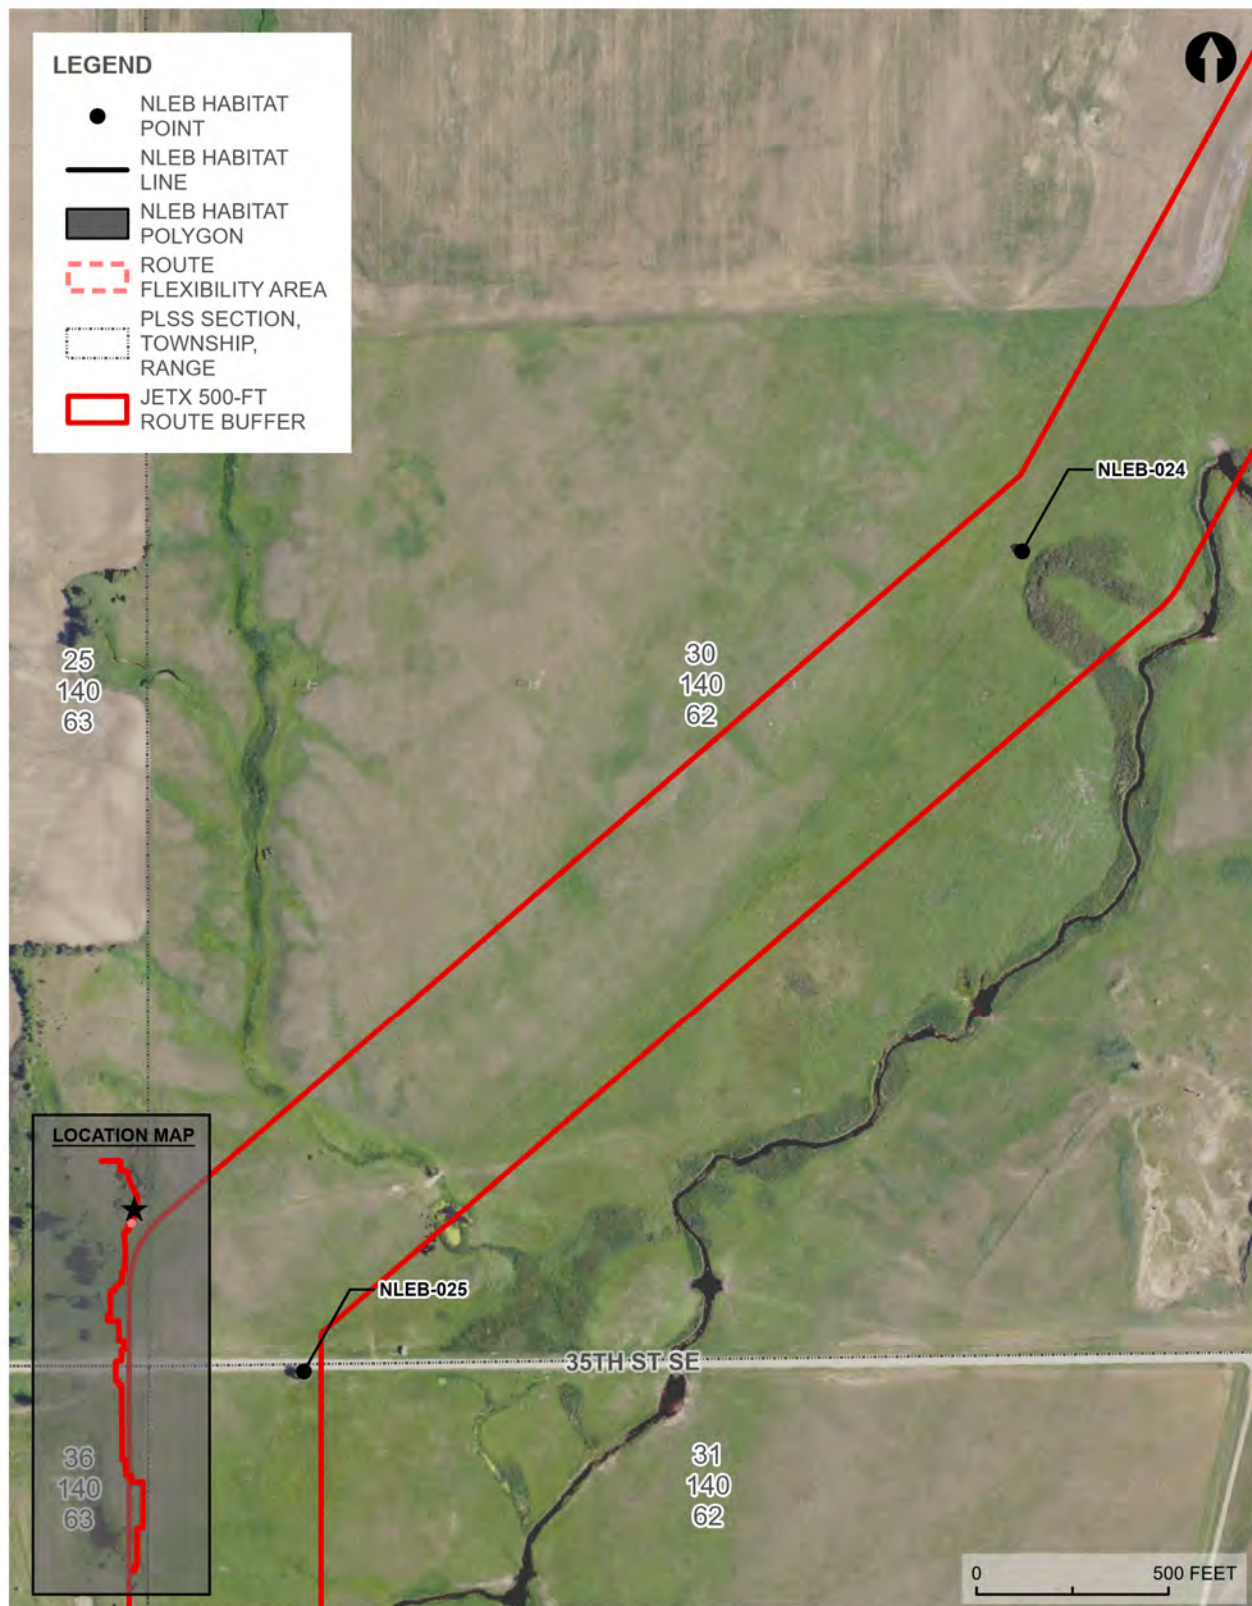 LEGEND
NLEB HABITAT
POINT
NLEB HABITAT
LINE
NLEB HABITAT
POLYGON
ROUTE
FLEXIBILITY AREA
PLSS SECTION,
TOWNSHIP,
RANGE
JETX 500-FT
ROUTE BUFFER
NLEB-024
25
140
63
30
140
62
LOCATION MAP
NLEB-025
35TH ST SE
36
140
63
31
140
62
0 500 FEET